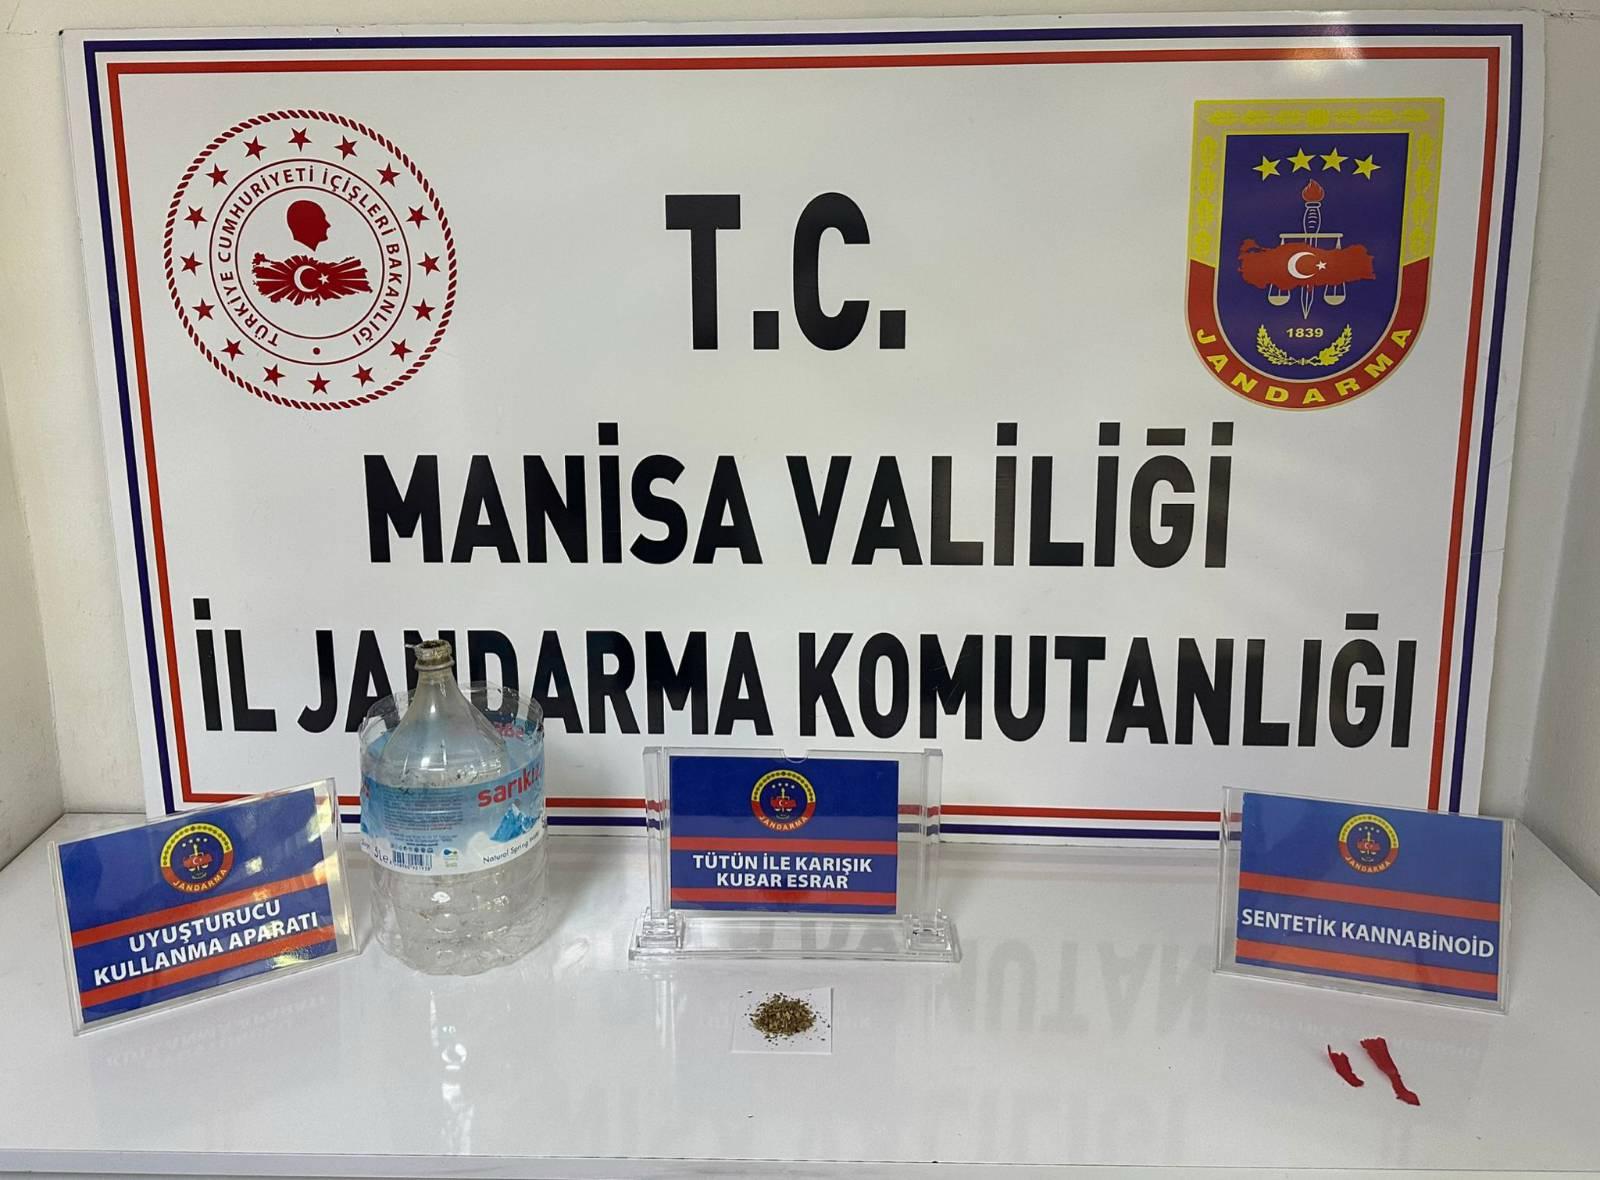 TÜRKİYE CUMHURİYETİ İÇİŞLERİ BAKANLIĞI
1839
JANDARMA
T.C.
MANİSA VALİLİĞİ
İL JANDARMA KOMUTANLIĞI
sarıkız
5Le
Natural Spring
JANDARMA
UYUŞTURUCU
KULLANMA APARATI
JANDARMA
TÜTÜN İLE KARIŞIK
KUBAR ESRAR
JANDARMA
SENTETİK KANNABİNOİD